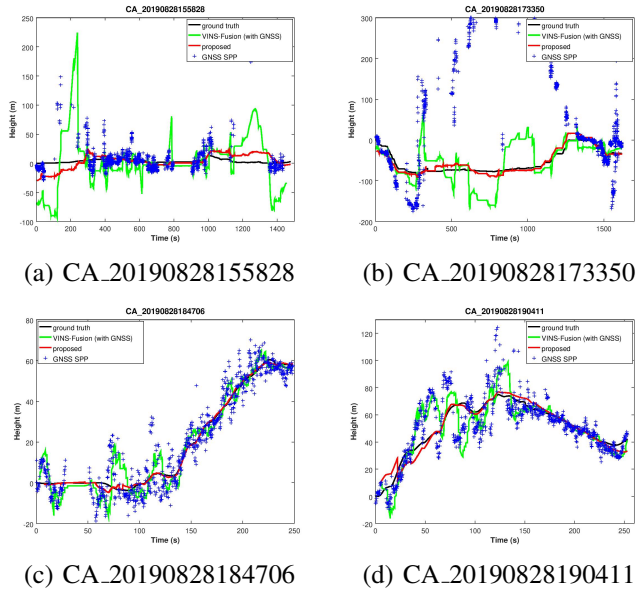 CA_20190828155828
ground truth
VINS-Fusion (with GNSS)
proposed
GNSS SPP
Height (m)
250
200
150
100
50
0
-50
-100
0 200 400 600 800 1000 1200 1400
Time (s)
(a) CA_20190828155828
CA_20190828173350
ground truth
VINS-Fusion (with GNSS)
proposed
GNSS SPP
Height (m)
300
200
100
0
-100
-200
0 500 1000 1500
Time (s)
(b) CA_20190828173350
CA_20190828184706
ground truth
VINS-Fusion (with GNSS)
proposed
GNSS SPP
Height (m)
80
60
40
20
0
-20
0 50 100 150 200 250
Time (s)
(c) CA_20190828184706
CA_20190828190411
ground truth
VINS-Fusion (with GNSS)
proposed
GNSS SPP
Height (m)
120
100
80
60
40
20
0
-20
0 50 100 150 200 250
Time (s)
(d) CA_20190828190411